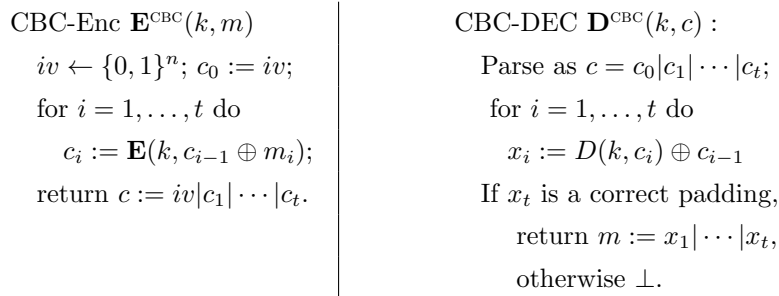 CBC-Enc E^CBC(k, m)
iv ← {0, 1}^n; c_0 := iv;
for i = 1, . . . , t do
c_i := E(k, c_{i−1} ⊕ m_i);
return c := iv|c_1| · · · |c_t.
CBC-DEC D^CBC(k, c) :
Parse as c = c_0|c_1| · · · |c_t;
for i = 1, . . . , t do
x_i := D(k, c_i) ⊕ c_{i−1}
If x_t is a correct padding,
return m := x_1| · · · |x_t,
otherwise ⊥.